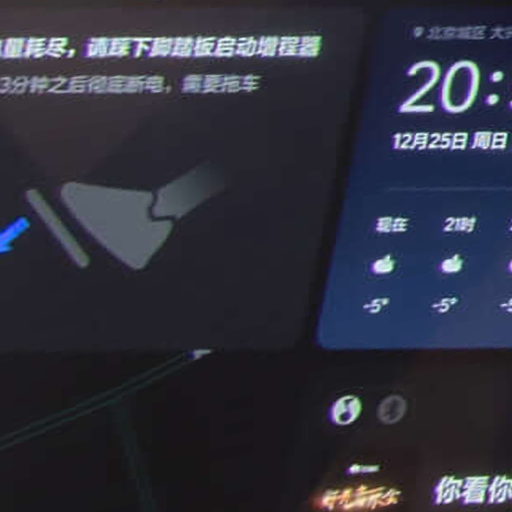 量耗尽，请踩下脚踏板启动增程器
3分钟之后彻底断电，需要拖车
北京城区 大兴
20:
12月25日 周日
现在 21时
-5° -5° -5
你看你